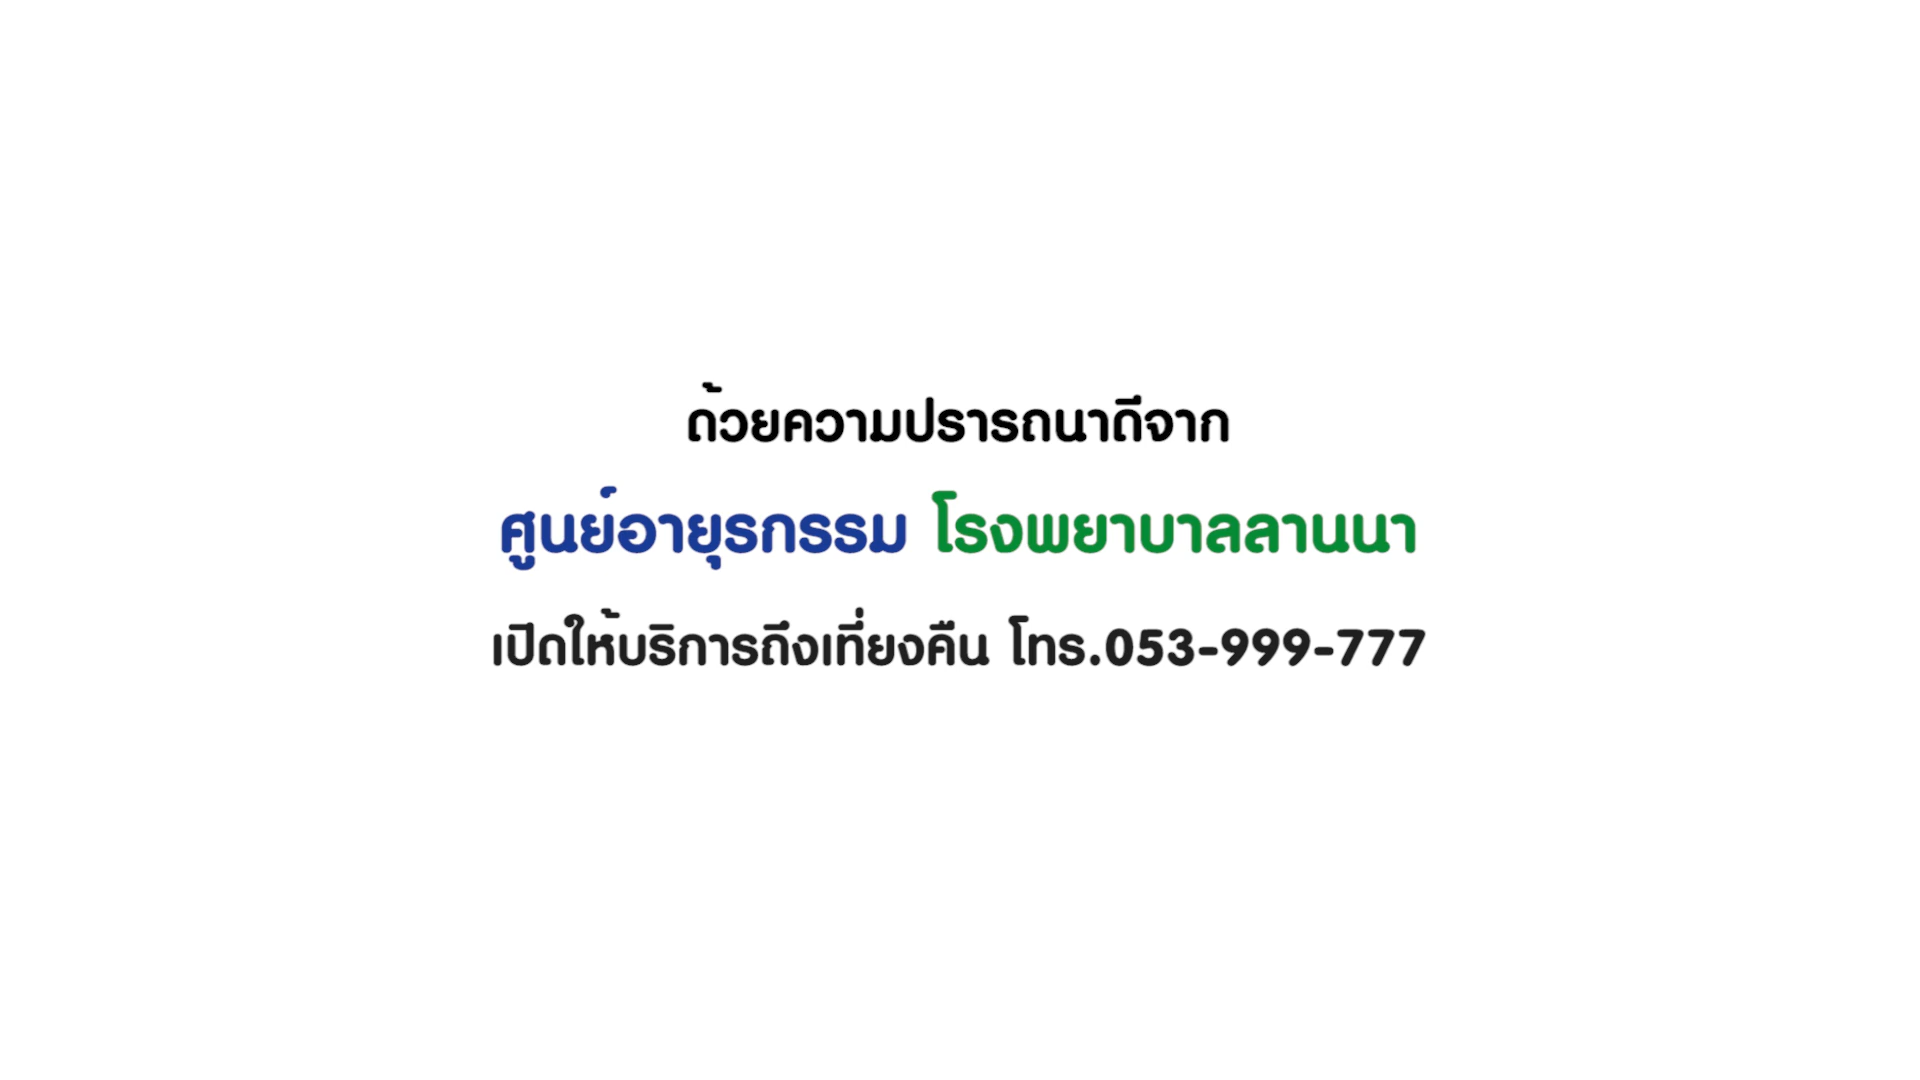 ด้วยความปรารถนาดีจาก
ศูนย์อายุรกรรม โรงพยาบาลลานนา
เปิดให้บริการถึงเที่ยงคืน โทร.053-999-777